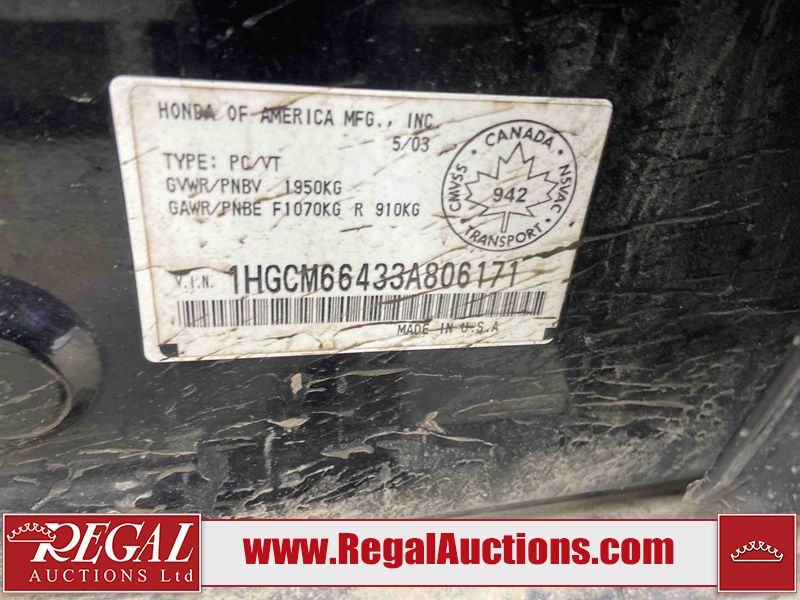 HONDA OF AMERICA MFG., INC
5/03
TYPE: PC/VT
GVWR/PNBV 1950KG
GAWR/PNBE F1070KG R 910KG
CANADA
CMVSS
NSVAC
942
TRANSPORT
V.I.N. 1HGCM66433A806171
MADE IN U.S.A
REGAL
AUCTIONS Ltd
www.RegalAuctions.com